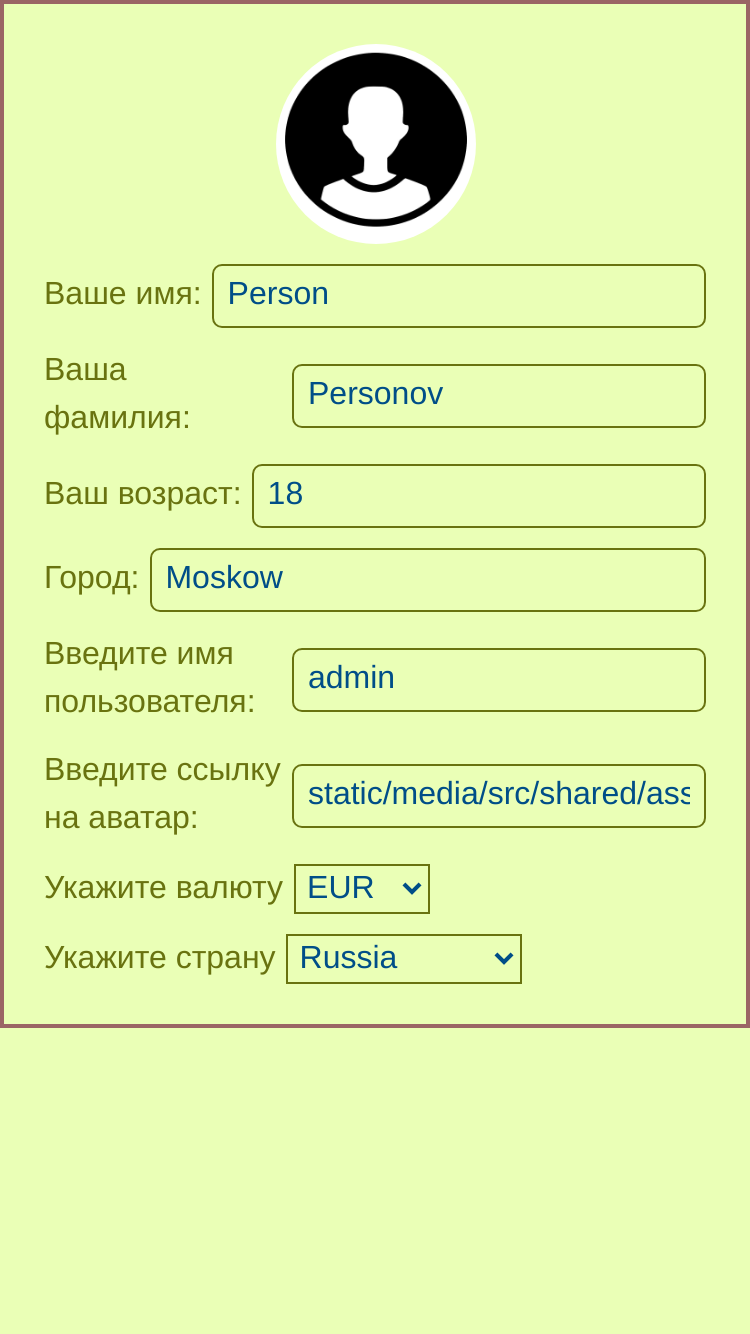 Ваше имя: Person
Ваша
фамилия:
Personov
Ваш возраст: 18
Город: Moskow
Введите имя
пользователя:
admin
Введите ссылку
на аватар:
static/media/src/shared/ass
Укажите валюту EUR
Укажите страну Russia